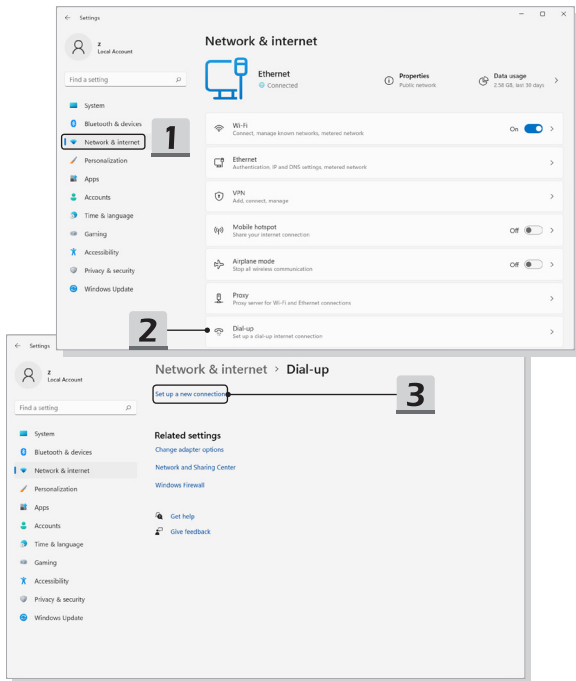 Settings
z
Local Account
Find a setting
System
Bluetooth & devices
Network & internet
Personalization
Apps
Accounts
Time & language
Gaming
Accessibility
Privacy & security
Windows Update
1
2
Network & internet
Ethernet
Connected
Properties
Public network
Data usage
2.56 GB, last 30 days
Wi-Fi
Connect, manage known networks, metered network
On
Ethernet
Authentication, IP and DNS settings, metered network
VPN
Add, connect, manage
Mobile hotspot
Share your internet connection
Off
Airplane mode
Stop all wireless communication
Off
Proxy
Proxy server for Wi-Fi and Ethernet connections
Dial-up
Set up a dial-up internet connection
Settings
z
Local Account
Find a setting
System
Bluetooth & devices
Network & internet
Personalization
Apps
Accounts
Time & language
Gaming
Accessibility
Privacy & security
Windows Update
Network & internet > Dial-up
Set up a new connection
3
Related settings
Change adapter options
Network and Sharing Center
Windows Firewall
Get help
Give feedback